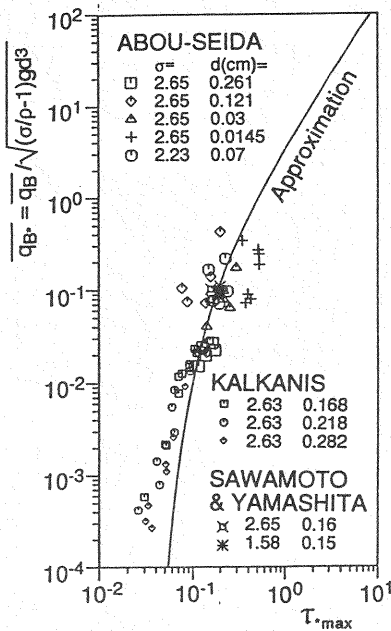 ABOU-SEIDA
σ= d(cm)=
2.65 0.261
2.65 0.121
2.65 0.03
2.65 0.0145
2.23 0.07
Approximation
KALKANIS
2.63 0.168
2.63 0.218
2.63 0.282
SAWAMOTO
& YAMASHITA
2.65 0.16
1.58 0.15
q̅B* = q̅B /√(σ/ρ-1)gd³
10²
10¹
10⁰
10⁻¹
10⁻²
10⁻³
10⁻⁴
10⁻² 10⁻¹ 10⁰ 10¹
τ*max